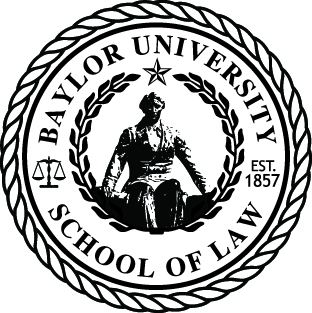 BAYLOR UNIVERSITY
EST.
1857
SCHOOL OF LAW